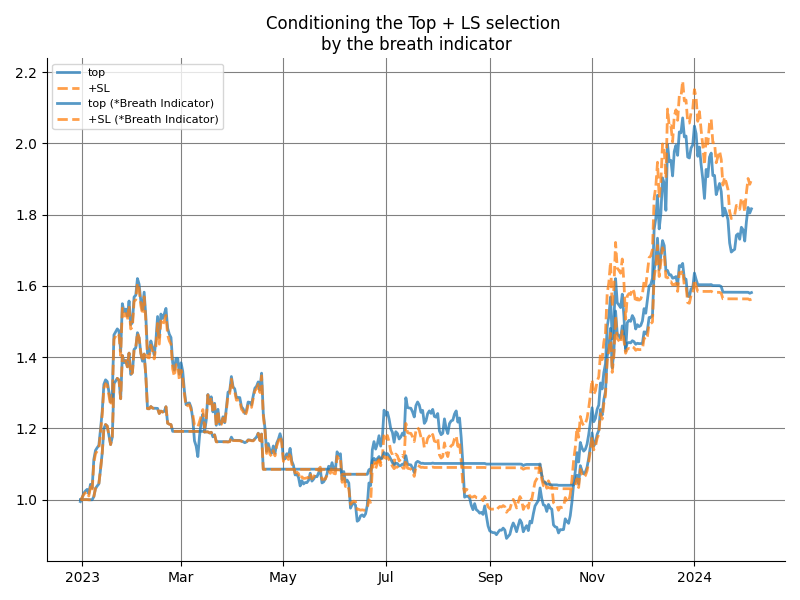 Conditioning the Top + LS selection
by the breath indicator
top
+SL
top (*Breath Indicator)
+SL (*Breath Indicator)
2.2
2.0
1.8
1.6
1.4
1.2
1.0
2023
Mar
May
Jul
Sep
Nov
2024